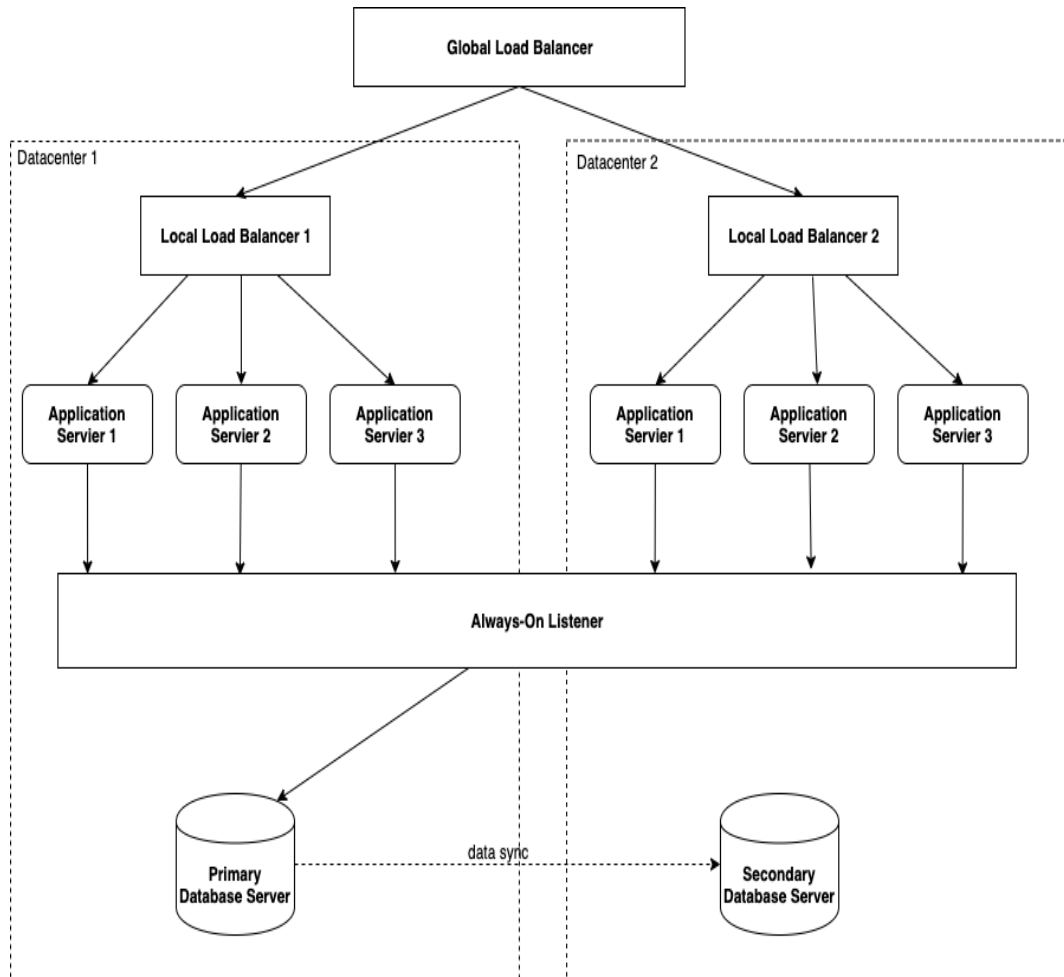 Global Load Balancer
Datacenter 1
Datacenter 2
Local Load Balancer 1
Local Load Balancer 2
Application
Servier 1
Application
Servier 2
Application
Servier 3
Application
Servier 1
Application
Servier 2
Application
Servier 3
Always-On Listener
data sync
Primary
Database Server
Secondary
Database Server